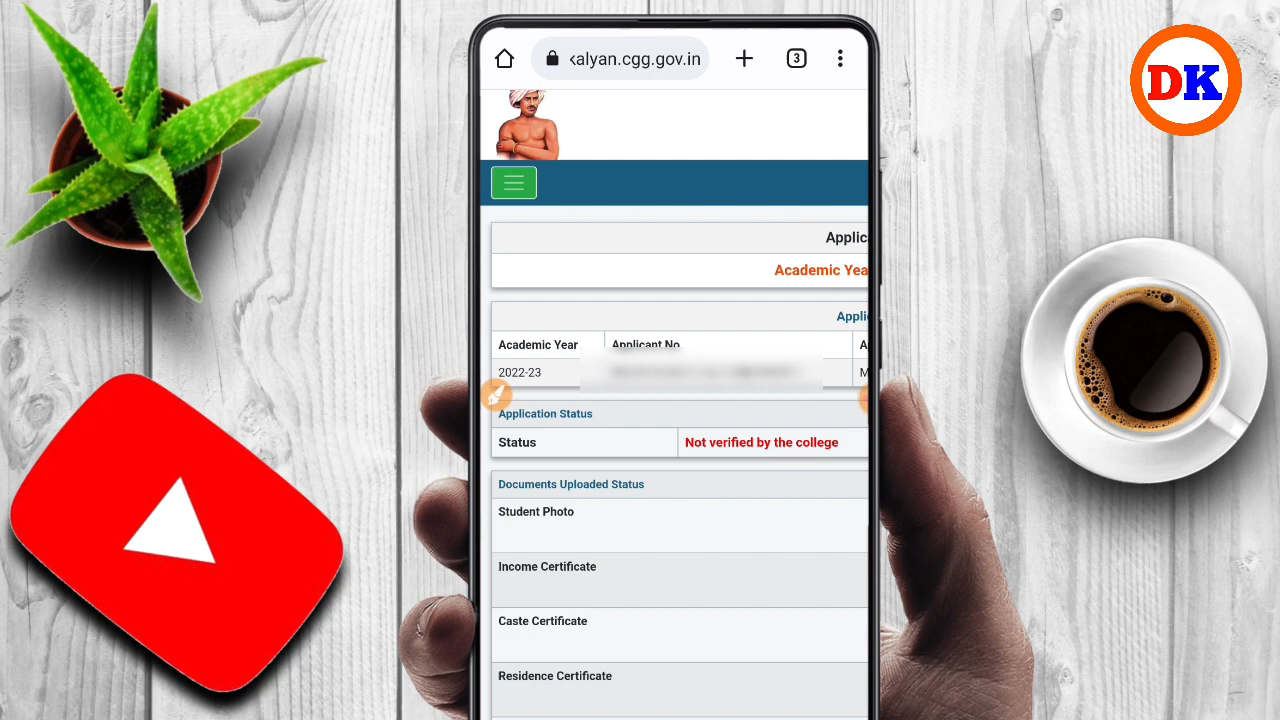 kalyan.cgg.gov.in
3
DK
Applic
Academic Yea
Appli
Academic Year
Applicant No
A
2022-23
M
Application Status
Status
Not verified by the college
Documents Uploaded Status
Student Photo
Income Certificate
Caste Certificate
Residence Certificate